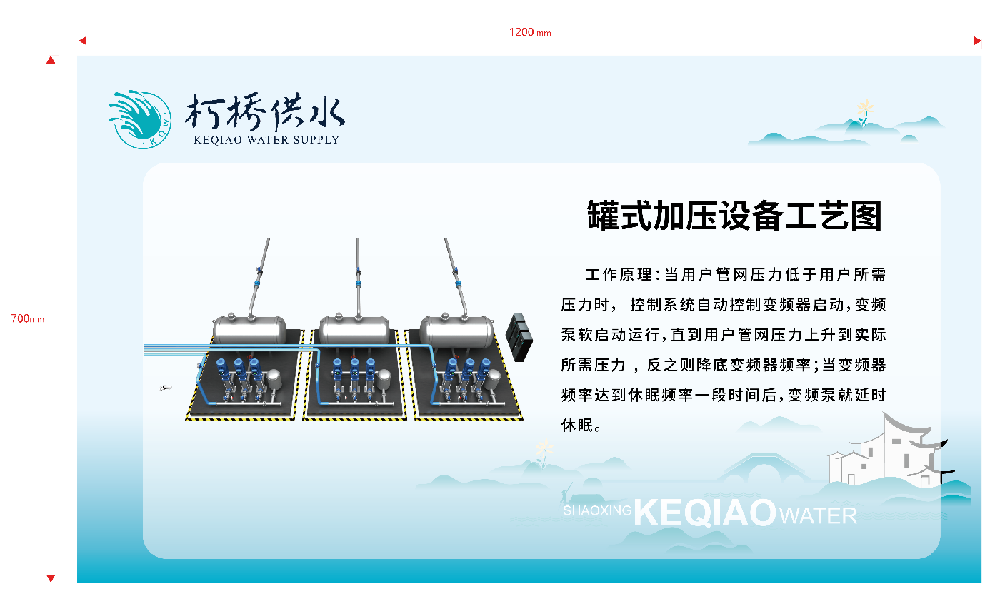 1200 mm
700mm
KQW
柯桥供水
KEQIAO WATER SUPPLY
罐式加压设备工艺图
工作原理：当用户管网压力低于用户所需
压力时， 控制系统自动控制变频器启动，变频
泵软启动运行，直到用户管网压力上升到实际
所需压力 ，反之则降底变频器频率；当变频器
频率达到休眠频率一段时间后，变频泵就延时
休眠。
SHAOXING KEQIAO WATER